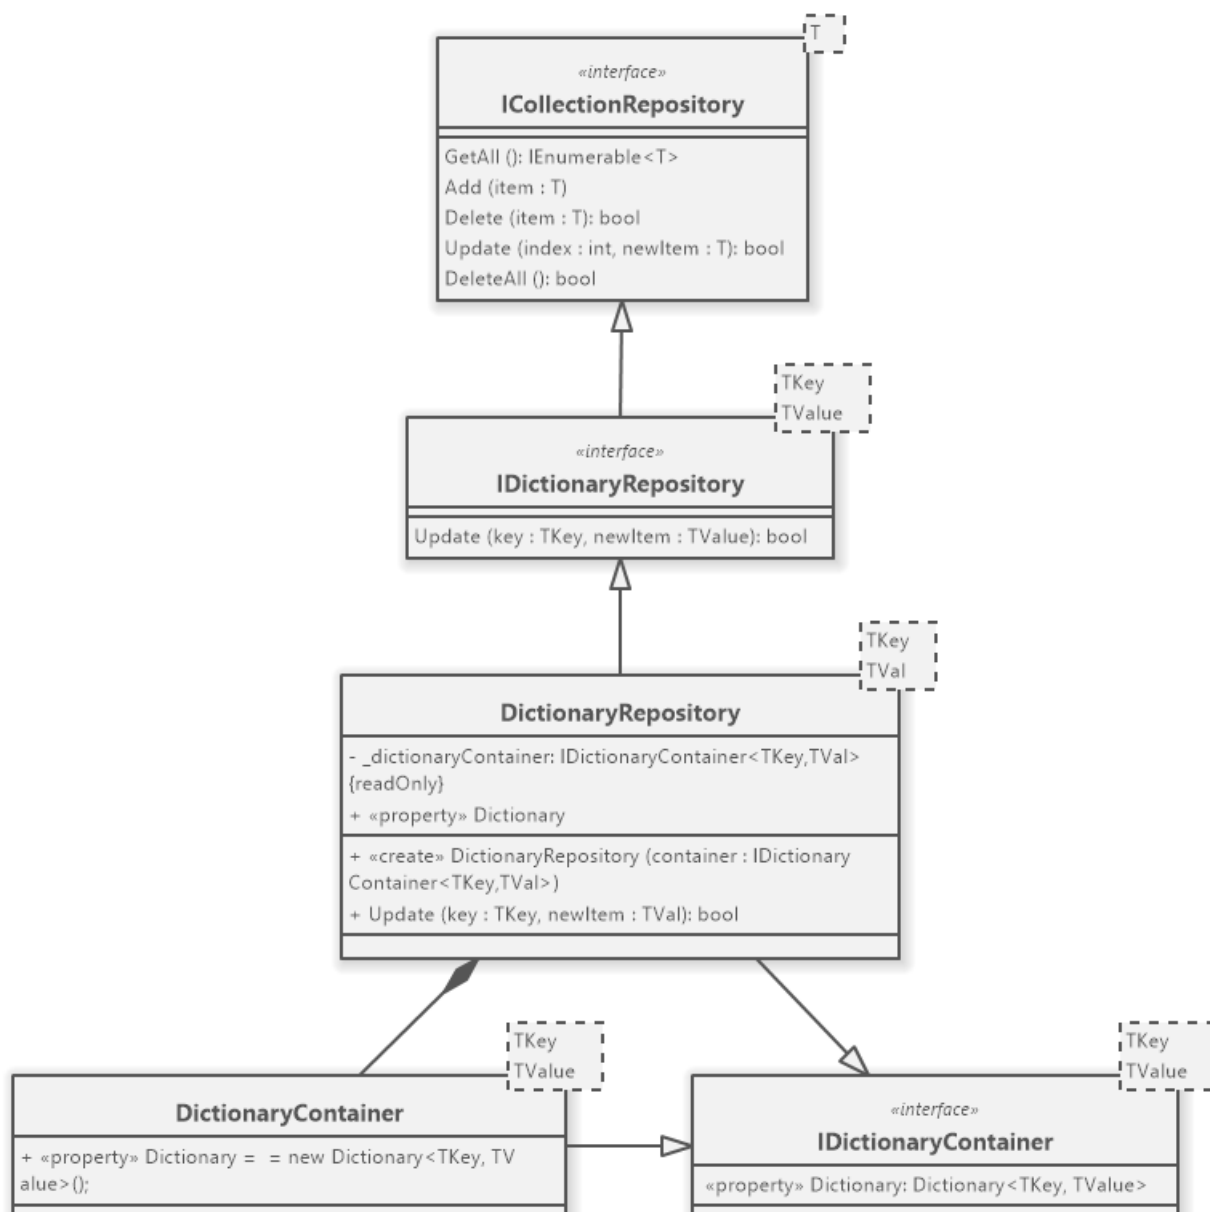 T
«interface»
ICollectionRepository
GetAll (): IEnumerable<T>
Add (item : T)
Delete (item : T): bool
Update (index : int, newItem : T): bool
DeleteAll (): bool
TKey
TValue
«interface»
IDictionaryRepository
Update (key : TKey, newItem : TValue): bool
TKey
TVal
DictionaryRepository
- _dictionaryContainer: IDictionaryContainer<TKey,TVal>
{readOnly}
+ «property» Dictionary
+ «create» DictionaryRepository (container : IDictionary
Container<TKey,TVal>)
+ Update (key : TKey, newItem : TVal): bool
TKey
TValue
DictionaryContainer
+ «property» Dictionary =  = new Dictionary<TKey, TV
alue>();
TKey
TValue
«interface»
IDictionaryContainer
«property» Dictionary: Dictionary<TKey, TValue>